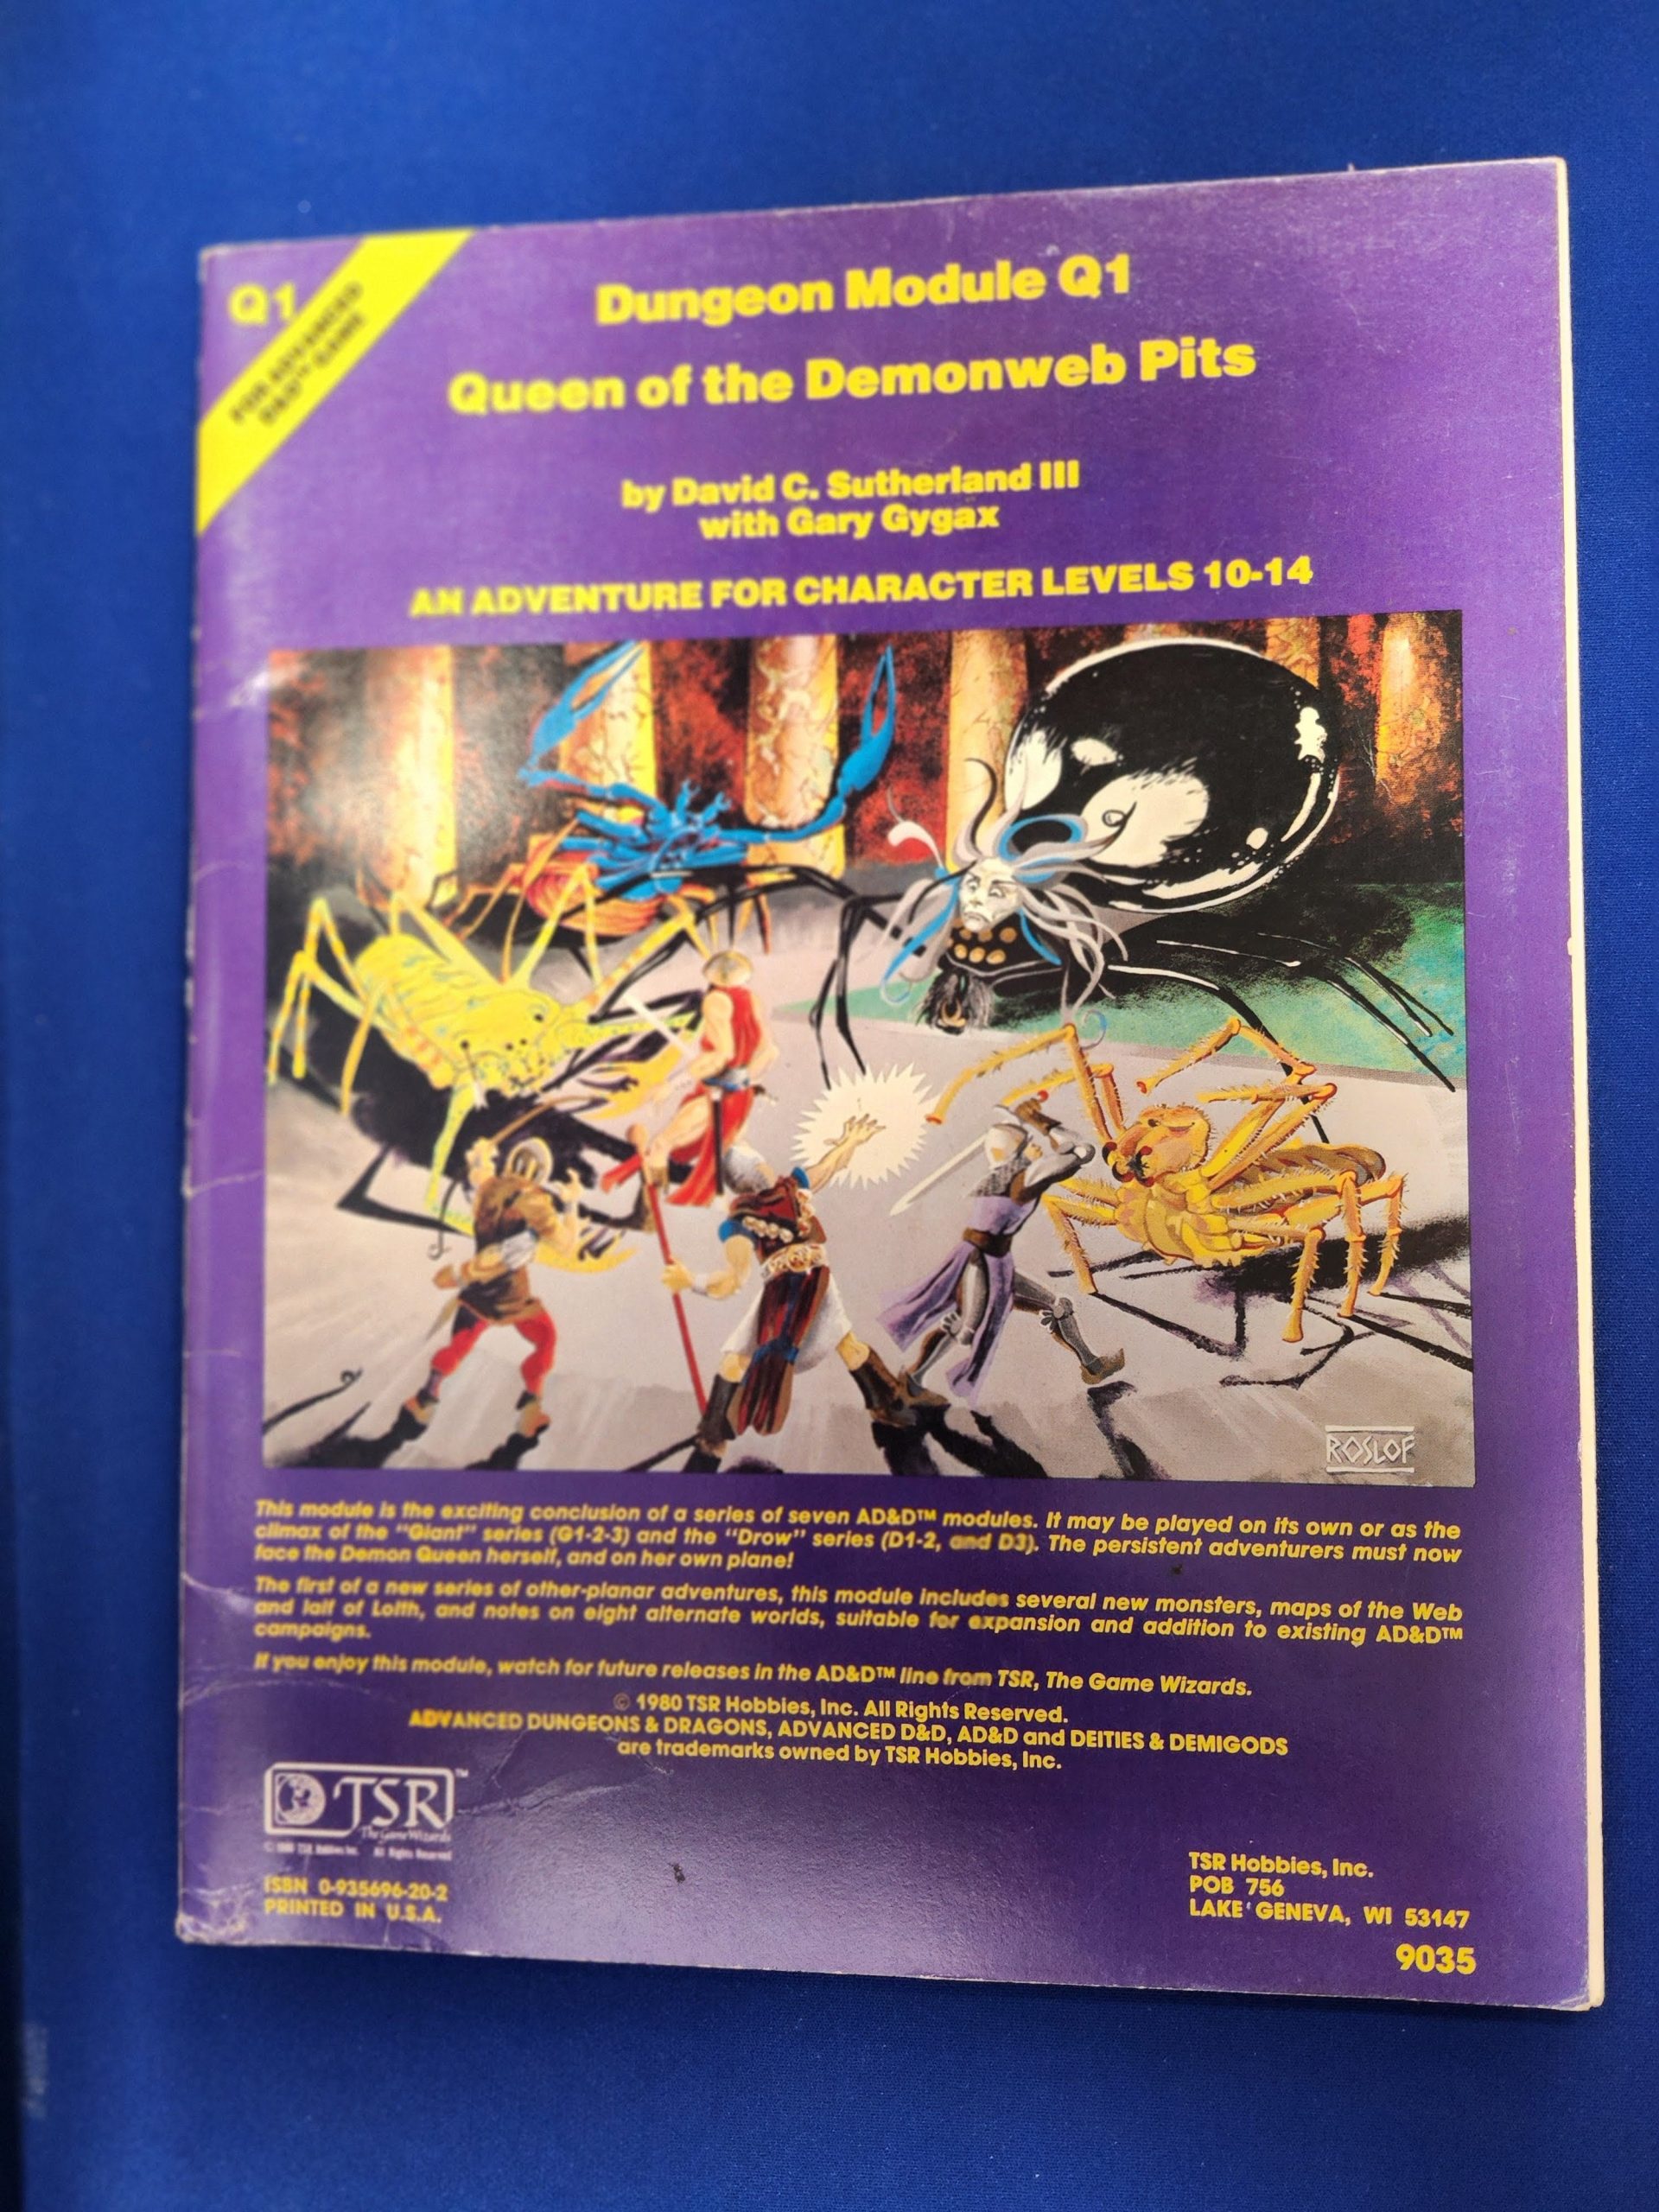 Q1
FOR ADVANCED
D&D™ GAME
Dungeon Module Q1
Queen of the Demonweb Pits
by David C. Sutherland III
with Gary Gygax
AN ADVENTURE FOR CHARACTER LEVELS 10-14
ROSLOF
This module is the exciting conclusion of a series of seven AD&D™ modules. It may be played on its own or as the
climax of the "Giant" series (G1-2-3) and the "Drow" series (D1-2, and D3). The persistent adventurers must now
face the Demon Queen herself, and on her own plane!
The first of a new series of other-planar adventures, this module includes several new monsters, maps of the Web
and lair of Lolth, and notes on eight alternate worlds, suitable for expansion and addition to existing AD&D™
campaigns.
If you enjoy this module, watch for future releases in the AD&D™ line from TSR, The Game Wizards.
© 1980 TSR Hobbies, Inc. All Rights Reserved.
ADVANCED DUNGEONS & DRAGONS, ADVANCED D&D, AD&D and DEITIES & DEMIGODS
are trademarks owned by TSR Hobbies, Inc.
TSR™
The Game Wizards
© 1980 TSR Hobbies Inc. All Rights Reserved
ISBN 0-935696-20-2
PRINTED IN U.S.A.
TSR Hobbies, Inc.
POB 756
LAKE GENEVA, WI 53147
9035